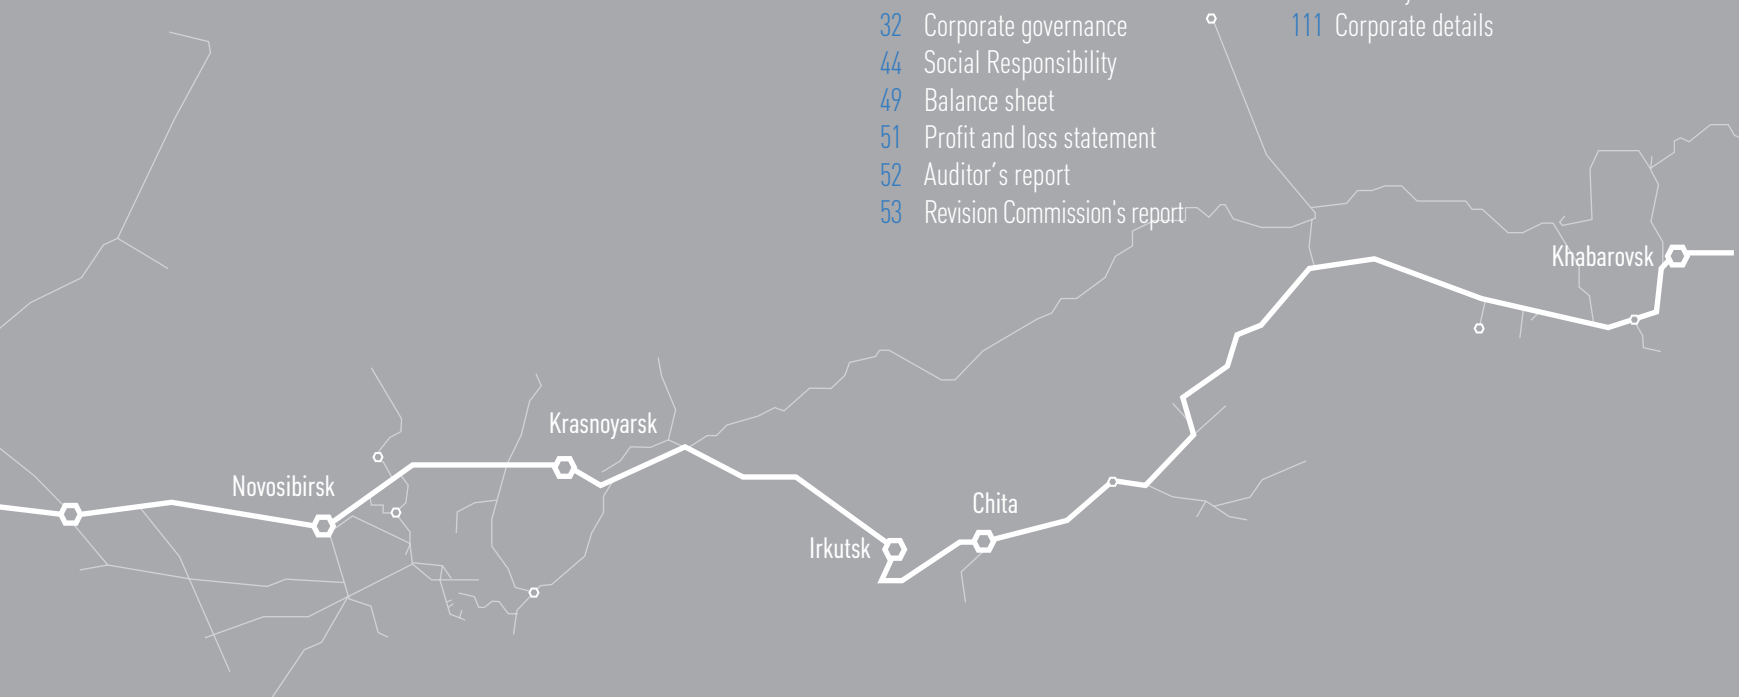 32 Corporate governance
44 Social Responsibility
49 Balance sheet
51 Profit and loss statement
52 Auditor´s report
53 Revision Commission's report
111 Corporate details
Khabarovsk
Krasnoyarsk
Novosibirsk
Chita
Irkutsk